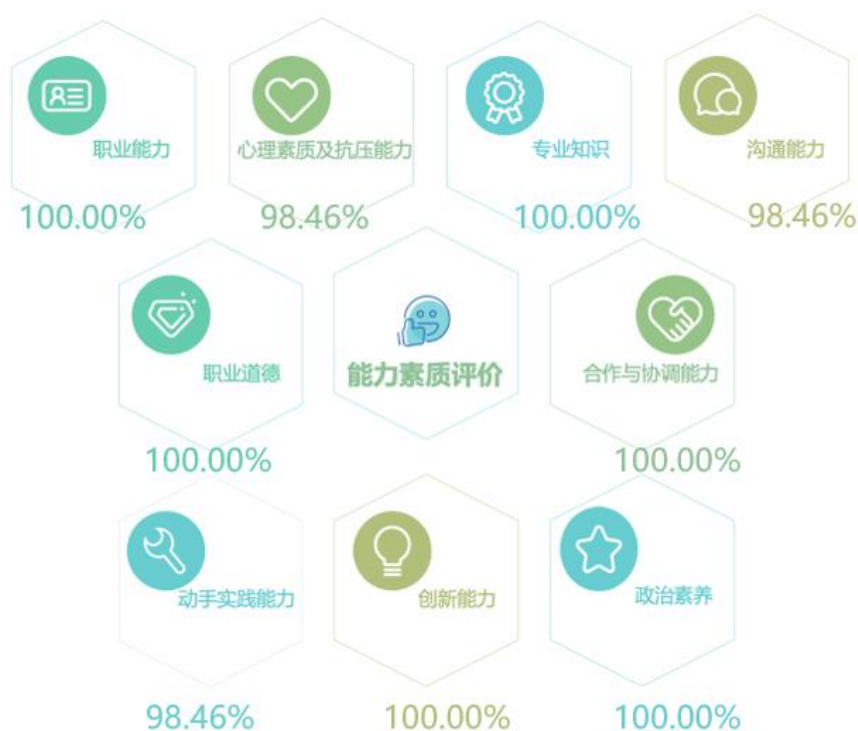 职业能力
心理素质及抗压能力
专业知识
沟通能力
100.00%
98.46%
100.00%
98.46%
职业道德
能力素质评价
合作与协调能力
100.00%
100.00%
动手实践能力
创新能力
政治素养
98.46%
100.00%
100.00%